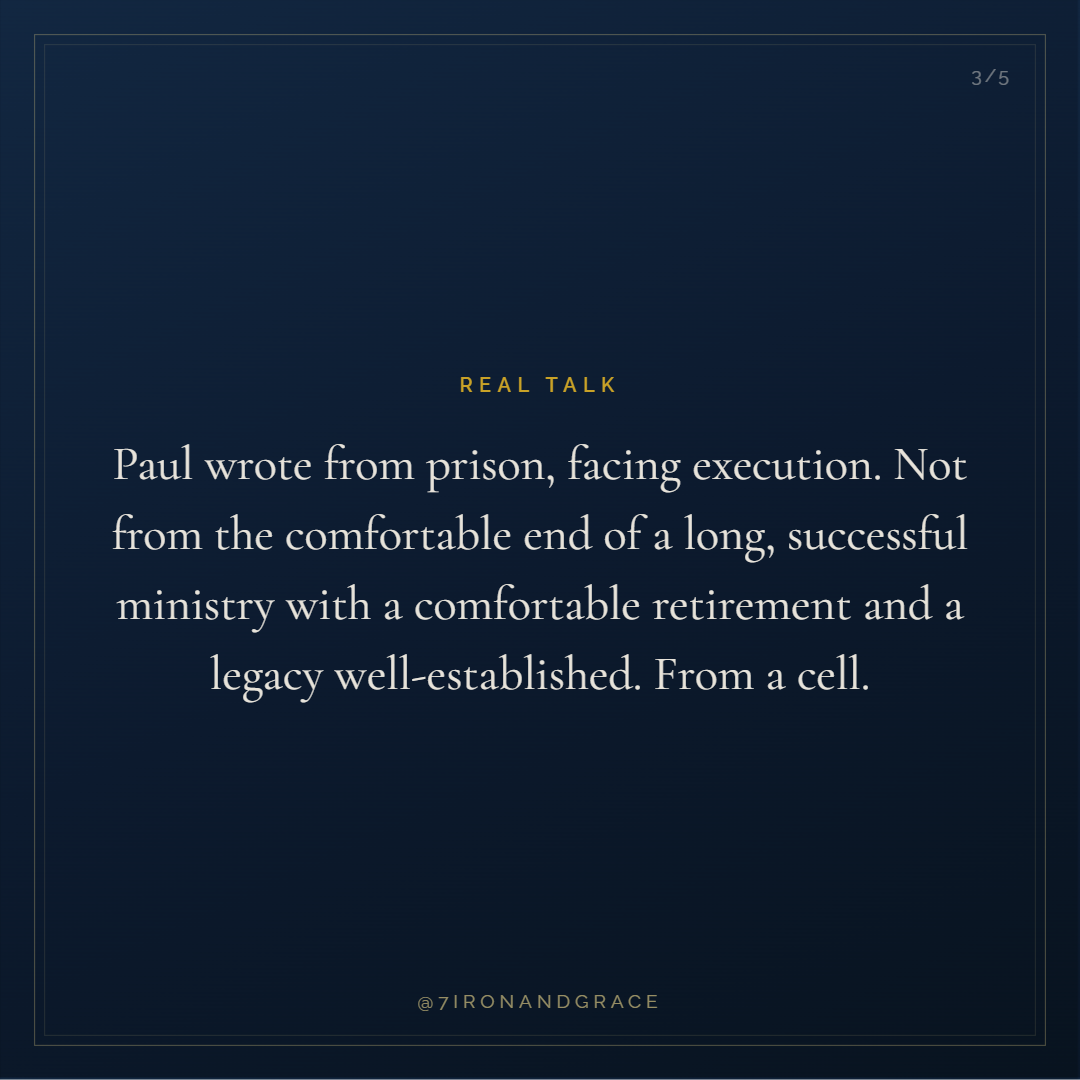 3/5
REAL TALK
Paul wrote from prison, facing execution. Not
from the comfortable end of a long, successful
ministry with a comfortable retirement and a
legacy well-established. From a cell.
@7IRONANDGRACE